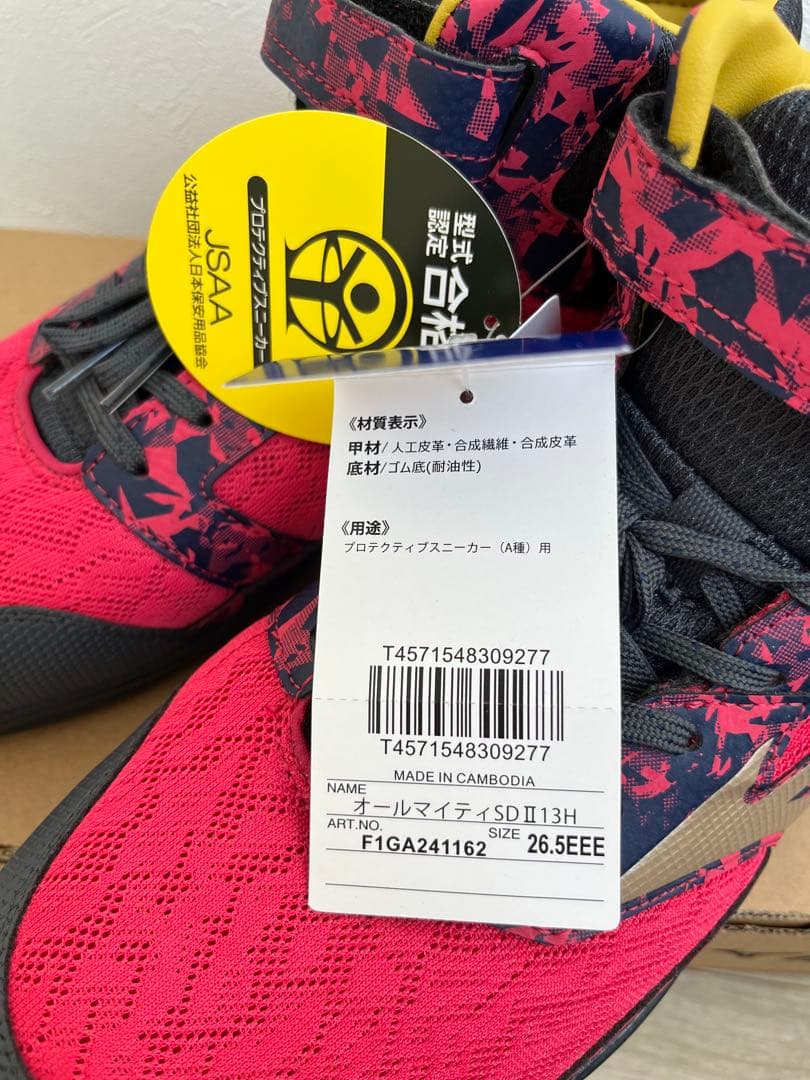 型式
認定
合格
プロテクティブスニーカー
JSAA
公益社団法人日本保安用品協会
《材質表示》
甲材/人工皮革・合成繊維・合成皮革
底材/ゴム底(耐油性)
《用途》
プロテクティブスニーカー（A種）用
T4571548309277
T4571548309277
MADE IN CAMBODIA
NAME
オールマイティSDⅡ13H
ART.NO. SIZE
F1GA241162 26.5EEE